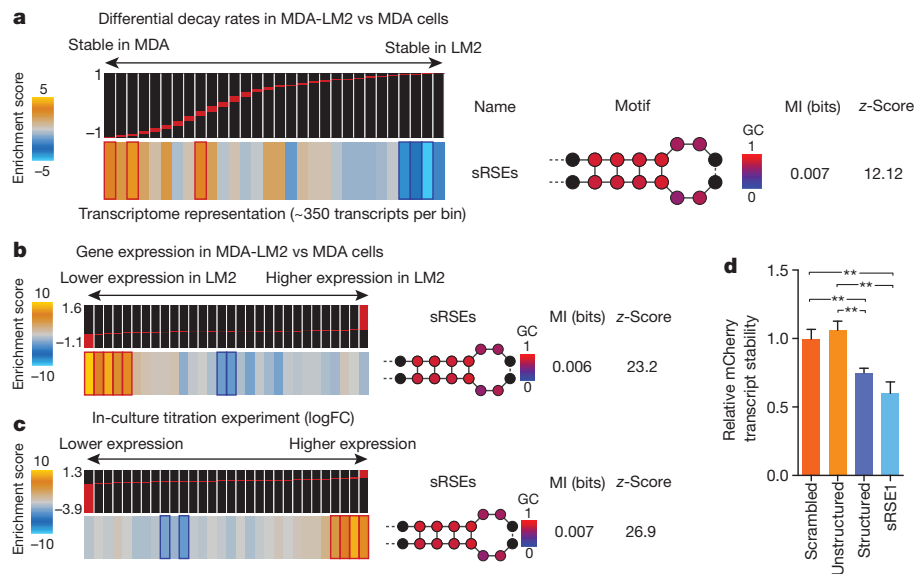 a
Differential decay rates in MDA-LM2 vs MDA cells
Stable in MDA
Stable in LM2
Enrichment score
5
−5
1
−1
Transcriptome representation (~350 transcripts per bin)
Name
Motif
MI (bits)
z-Score
sRSEs
GC
1
0
0.007
12.12
b
Gene expression in MDA-LM2 vs MDA cells
Lower expression in LM2
Higher expression in LM2
Enrichment score
10
−10
1.6
−1.1
sRSEs
GC
1
0
MI (bits)
z-Score
0.006
23.2
c
In-culture titration experiment (logFC)
Lower expression
Higher expression
Enrichment score
10
−10
1.3
−3.9
sRSEs
GC
1
0
MI (bits)
z-Score
0.007
26.9
d
Relative mCherry
transcript stability
1.5
1.0
0.5
0
**
**
**
**
Scrambled
Unstructured
Structured
sRSE1